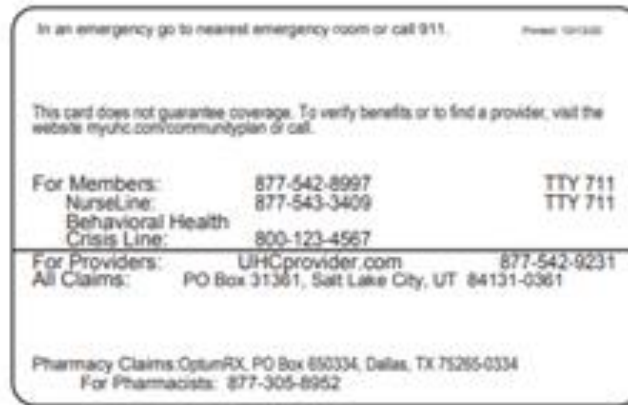 In an emergency go to nearest emergency room or call 911. Printed:
This card does not guarantee coverage. To verify benefits or to find a provider, visit the
website myuhc.com/communityplan or call.
For Members: 877-542-8997 TTY 711
NurseLine: 877-543-3409 TTY 711
Behavioral Health
Crisis Line: 800-123-4567
For Providers: UHCprovider.com 877-542-9231
All Claims: PO Box 31361, Salt Lake City, UT 84131-0361
Pharmacy Claims:OptumRX, PO Box 650334, Dallas, TX 75265-0334
For Pharmacists: 877-305-8952